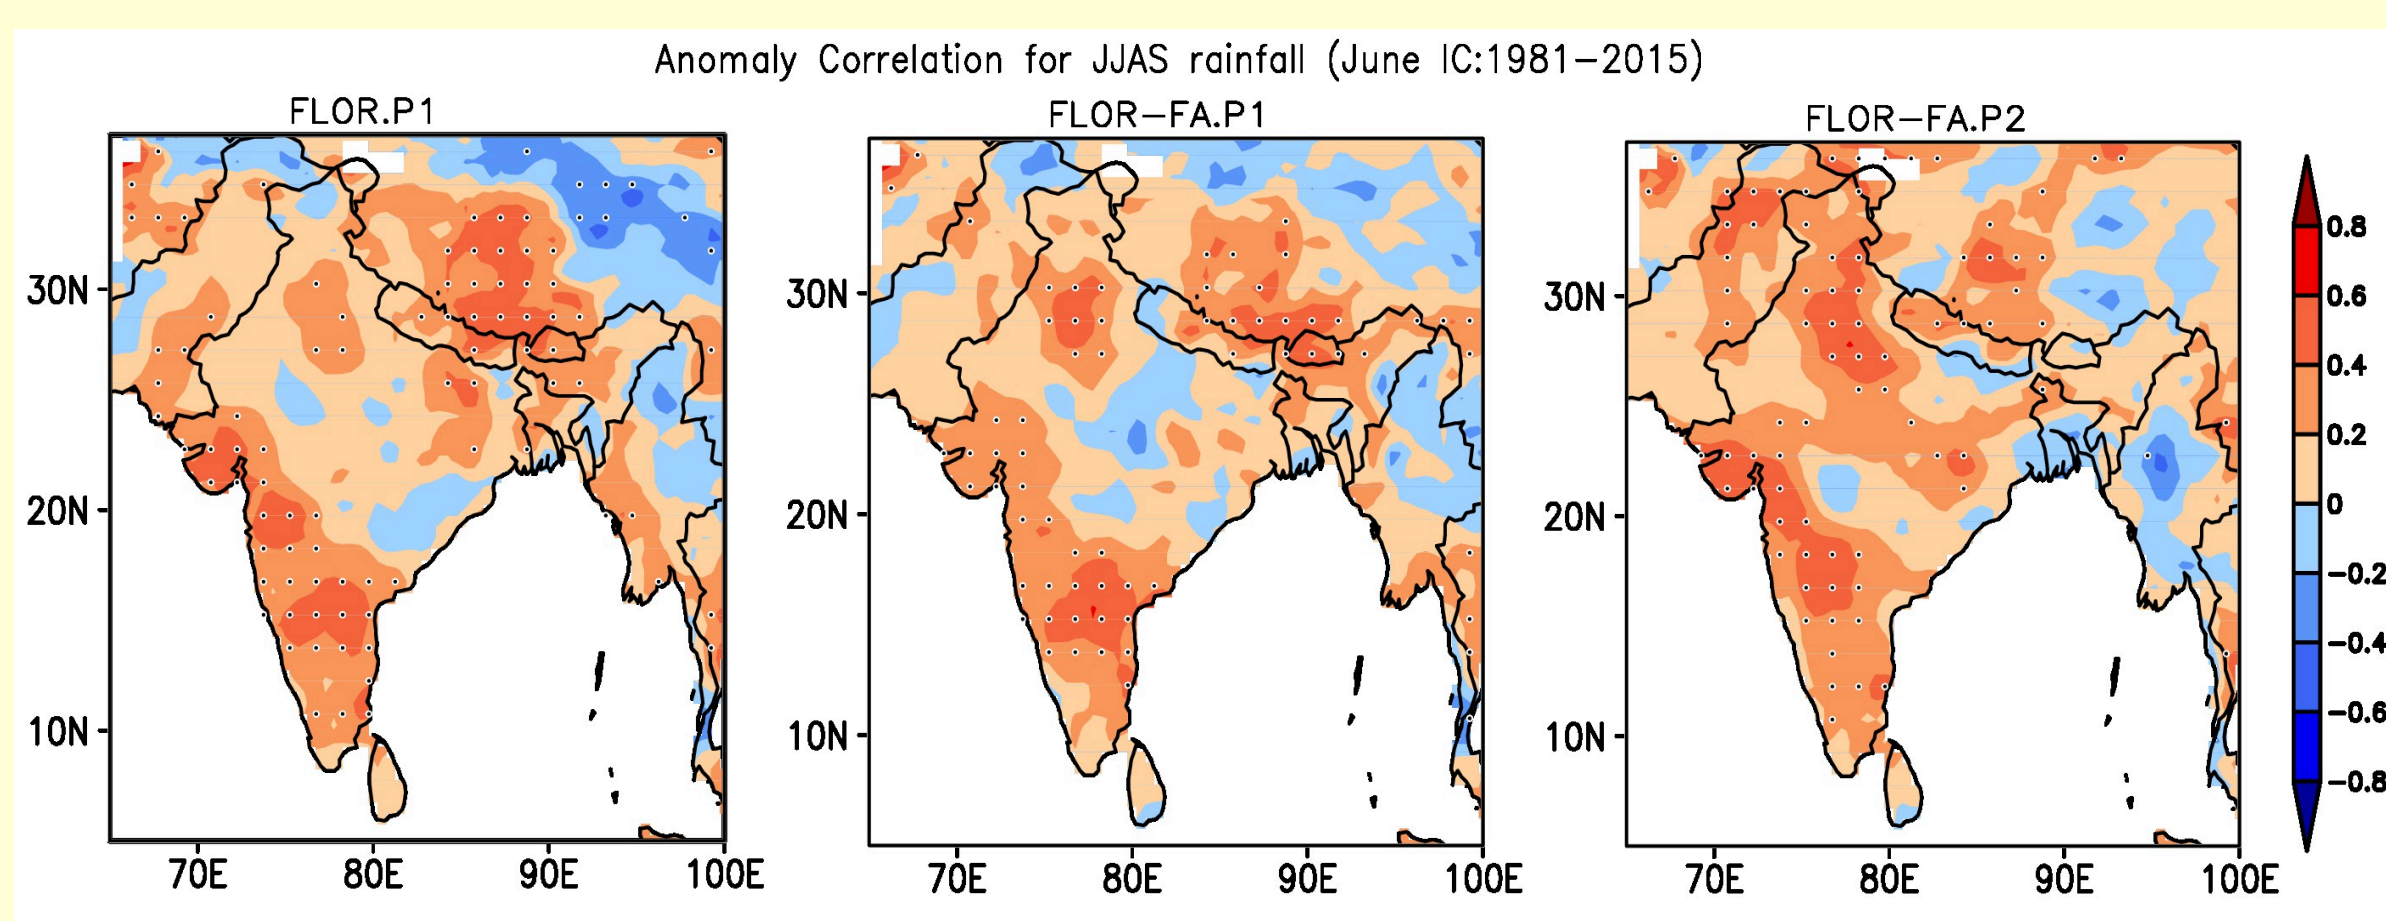 Anomaly Correlation for JJAS rainfall (June IC:1981−2015)
FLOR.P1
FLOR−FA.P1
FLOR−FA.P2
30N
20N
10N
70E
80E
90E
100E
30N
20N
10N
70E
80E
90E
100E
30N
20N
10N
70E
80E
90E
100E
0.8
0.6
0.4
0.2
0
−0.2
−0.4
−0.6
−0.8